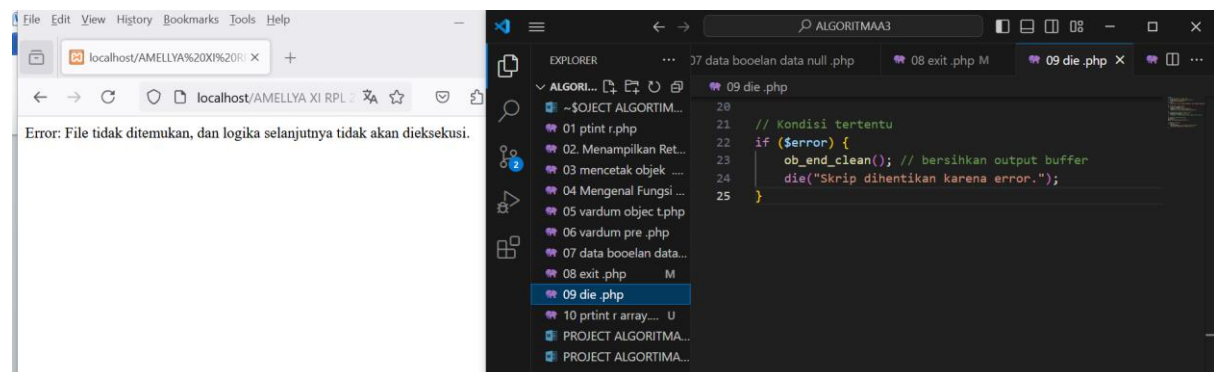 File Edit View History Bookmarks Tools Help
localhost/AMELLYA%20XI%20R
localhost/AMELLYA XI RPL
Error: File tidak ditemukan, dan logika selanjutnya tidak akan dieksekusi.
ALGORITMAA3
EXPLORER
07 data booelan data null .php
08 exit .php M
09 die .php
ALGORI...
09 die .php
~$OJECT ALGORTIM...
01 ptint r.php
02. Menampilkan Ret...
03 mencetak objek ....
04 Mengenal Fungsi ...
05 vardum objec t.php
06 vardum pre .php
07 data booelan data...
08 exit .php M
09 die .php
10 prtint r array.... U
PROJECT ALGORITMA...
PROJECT ALGORTIMA...
2
20
21 // Kondisi tertentu
22 if ($error) {
23 ob_end_clean(); // bersihkan output buffer
24 die("Skrip dihentikan karena error.");
25 }